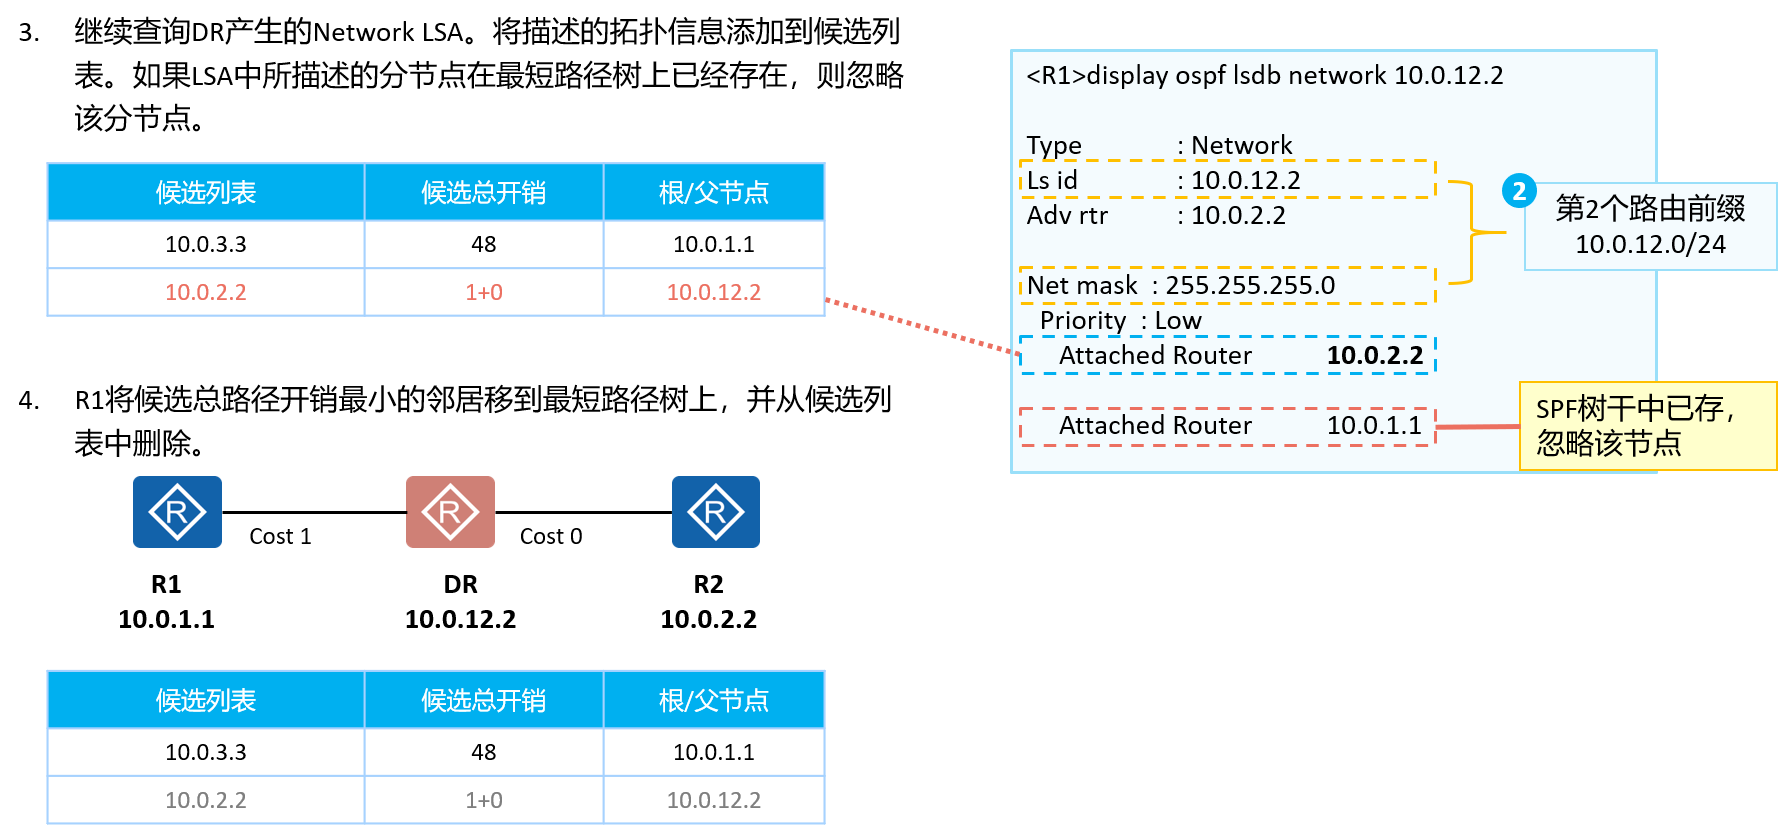 3. 继续查询DR产生的Network LSA。将描述的拓扑信息添加到候选列
表。如果LSA中所描述的分节点在最短路径树上已经存在，则忽略
该分节点。
候选列表 候选总开销 根/父节点
10.0.3.3 48 10.0.1.1
10.0.2.2 1+0 10.0.12.2
4. R1将候选总路径开销最小的邻居移到最短路径树上，并从候选列
表中删除。
R R R
Cost 1 Cost 0
R1 DR R2
10.0.1.1 10.0.12.2 10.0.2.2
候选列表 候选总开销 根/父节点
10.0.3.3 48 10.0.1.1
10.0.2.2 1+0 10.0.12.2
<R1>display ospf lsdb network 10.0.12.2
Type : Network
Ls id : 10.0.12.2
Adv rtr : 10.0.2.2
Net mask : 255.255.255.0
Priority : Low
Attached Router 10.0.2.2
Attached Router 10.0.1.1
2
第2个路由前缀
10.0.12.0/24
SPF树干中已存，
忽略该节点